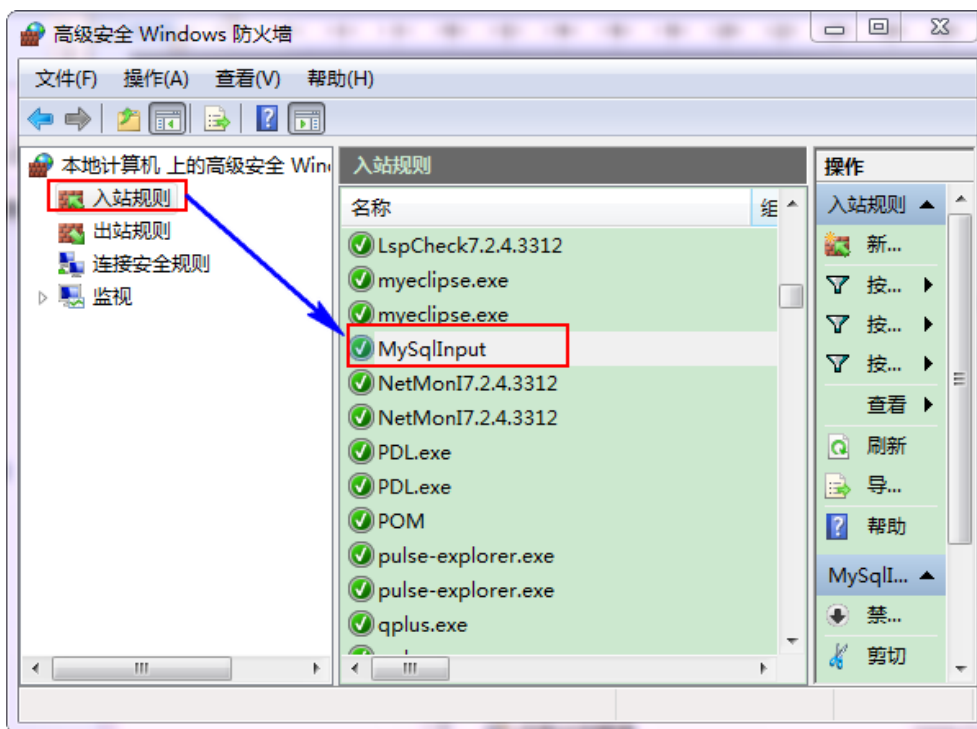 高级安全 Windows 防火墙
文件(F) 操作(A) 查看(V) 帮助(H)
本地计算机 上的高级安全 Win
入站规则
出站规则
连接安全规则
监视
入站规则
名称
组
LspCheck7.2.4.3312
myeclipse.exe
myeclipse.exe
MySqlInput
NetMonI7.2.4.3312
NetMonI7.2.4.3312
PDL.exe
PDL.exe
POM
pulse-explorer.exe
pulse-explorer.exe
qplus.exe
操作
入站规则
新...
按...
按...
按...
查看
刷新
导...
帮助
MySqlI...
禁...
剪切